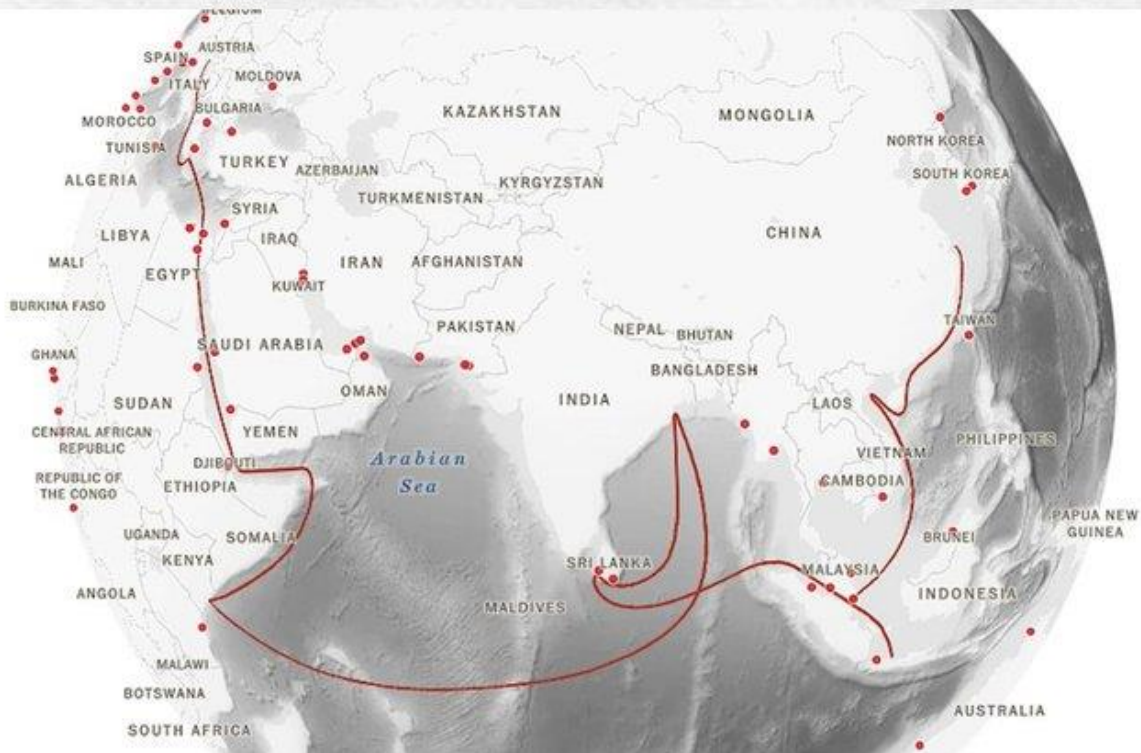 BELGIUM
SPAIN
AUSTRIA
ITALY
MOLDOVA
KAZAKHSTAN
MONGOLIA
BULGARIA
MOROCCO
NORTH KOREA
TUNISIA
TURKEY
AZERBAIJAN
SOUTH KOREA
ALGERIA
KYRGYZSTAN
TURKMENISTAN
SYRIA
CHINA
LIBYA
IRAQ
MALI
IRAN
AFGHANISTAN
EGYPT
KUWAIT
BURKINA FASO
TAIWAN
PAKISTAN
NEPAL
BHUTAN
SAUDI ARABIA
GHANA
BANGLADESH
OMAN
INDIA
SUDAN
LAOS
CENTRAL AFRICAN
REPUBLIC
YEMEN
PHILIPPINES
VIETNAM
Arabian
Sea
DJIBOUTI
REPUBLIC OF
THE CONGO
ETHIOPIA
CAMBODIA
PAPUA NEW
GUINEA
UGANDA
SOMALIA
BRUNEI
KENYA
SRI LANKA
MALAYSIA
ANGOLA
INDONESIA
MALDIVES
MALAWI
BOTSWANA
AUSTRALIA
SOUTH AFRICA